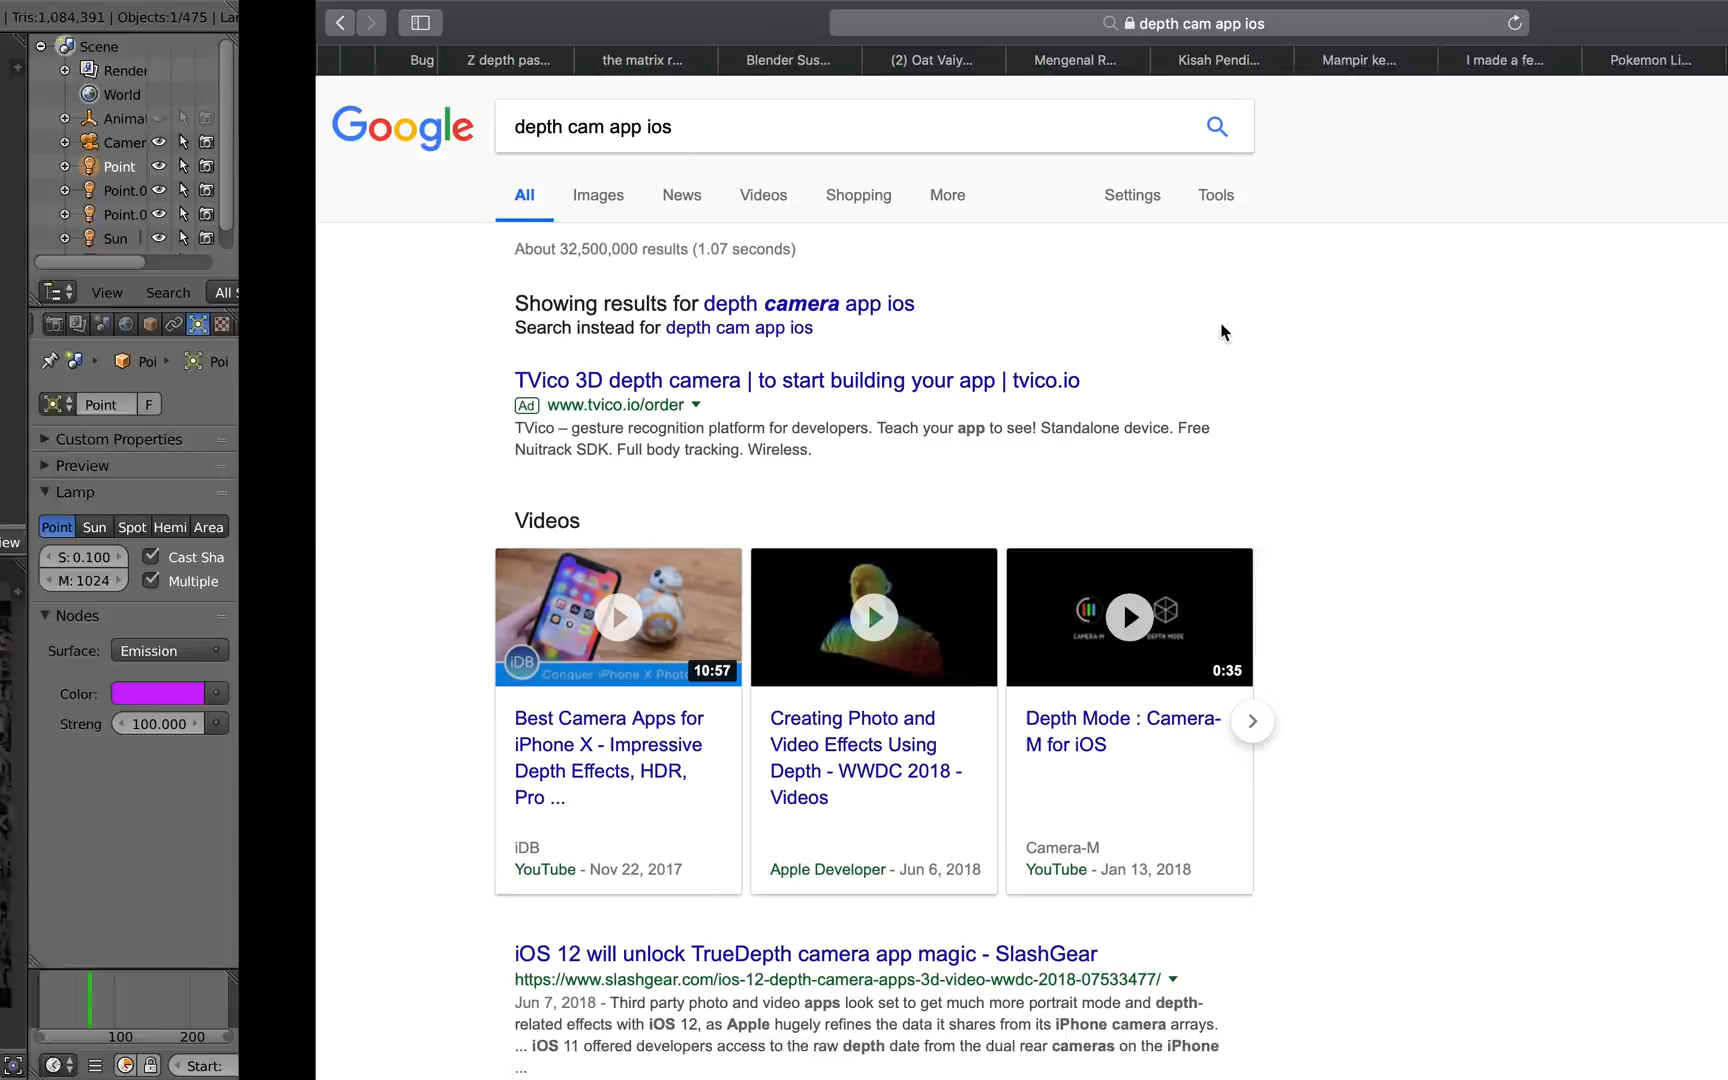 | Tris:1,084,391 | Objects:1/475 | Lar
Scene
Render
World
Anima
Camer
Point
Point.0
Point.0
Sun
View
Search
All S
Poi
Poi
Point
F
Custom Properties
Preview
Lamp
Point
Sun
Spot
Hemi
Area
S: 0.100
Cast Sha
M: 1024
Multiple
Nodes
Surface:
Emission
Color:
Streng
100.000
100
200
Start:
iew
depth cam app ios
Bug
Z depth pas...
the matrix r...
Blender Sus...
(2) Oat Vaiy...
Mengenal R...
Kisah Pendi...
Mampir ke...
I made a fe...
Pokemon Li...
Google
depth cam app ios
All
Images
News
Videos
Shopping
More
Settings
Tools
About 32,500,000 results (1.07 seconds)
Showing results for depth camera app ios
Search instead for depth cam app ios
TVico 3D depth camera | to start building your app | tvico.io
Ad www.tvico.io/order
TVico – gesture recognition platform for developers. Teach your app to see! Standalone device. Free
Nuitrack SDK. Full body tracking. Wireless.
Videos
iDB
Conquer iPhone X Phot
10:57
CAMERA-M
DEPTH MODE
0:35
Best Camera Apps for
iPhone X - Impressive
Depth Effects, HDR,
Pro ...
iDB
YouTube - Nov 22, 2017
Creating Photo and
Video Effects Using
Depth - WWDC 2018 -
Videos
Apple Developer - Jun 6, 2018
Depth Mode : Camera-
M for iOS
Camera-M
YouTube - Jan 13, 2018
iOS 12 will unlock TrueDepth camera app magic - SlashGear
https://www.slashgear.com/ios-12-depth-camera-apps-3d-video-wwdc-2018-07533477/
Jun 7, 2018 - Third party photo and video apps look set to get much more portrait mode and depth-
related effects with iOS 12, as Apple hugely refines the data it shares from its iPhone camera arrays.
... iOS 11 offered developers access to the raw depth date from the dual rear cameras on the iPhone
...